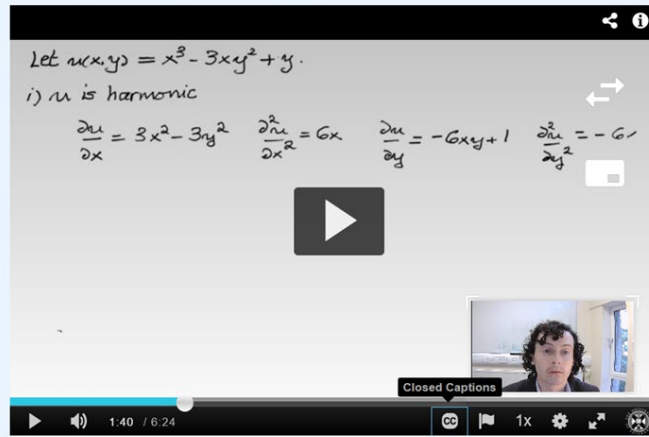 Let u(x,y) = x³ - 3xy² + y.
i) u is harmonic
∂u/∂x = 3x² - 3y² ∂²u/∂x² = 6x ∂u/∂y = -6xy + 1 ∂²u/∂y² = -6
Closed Captions
1:40 / 6:24 CC 1x